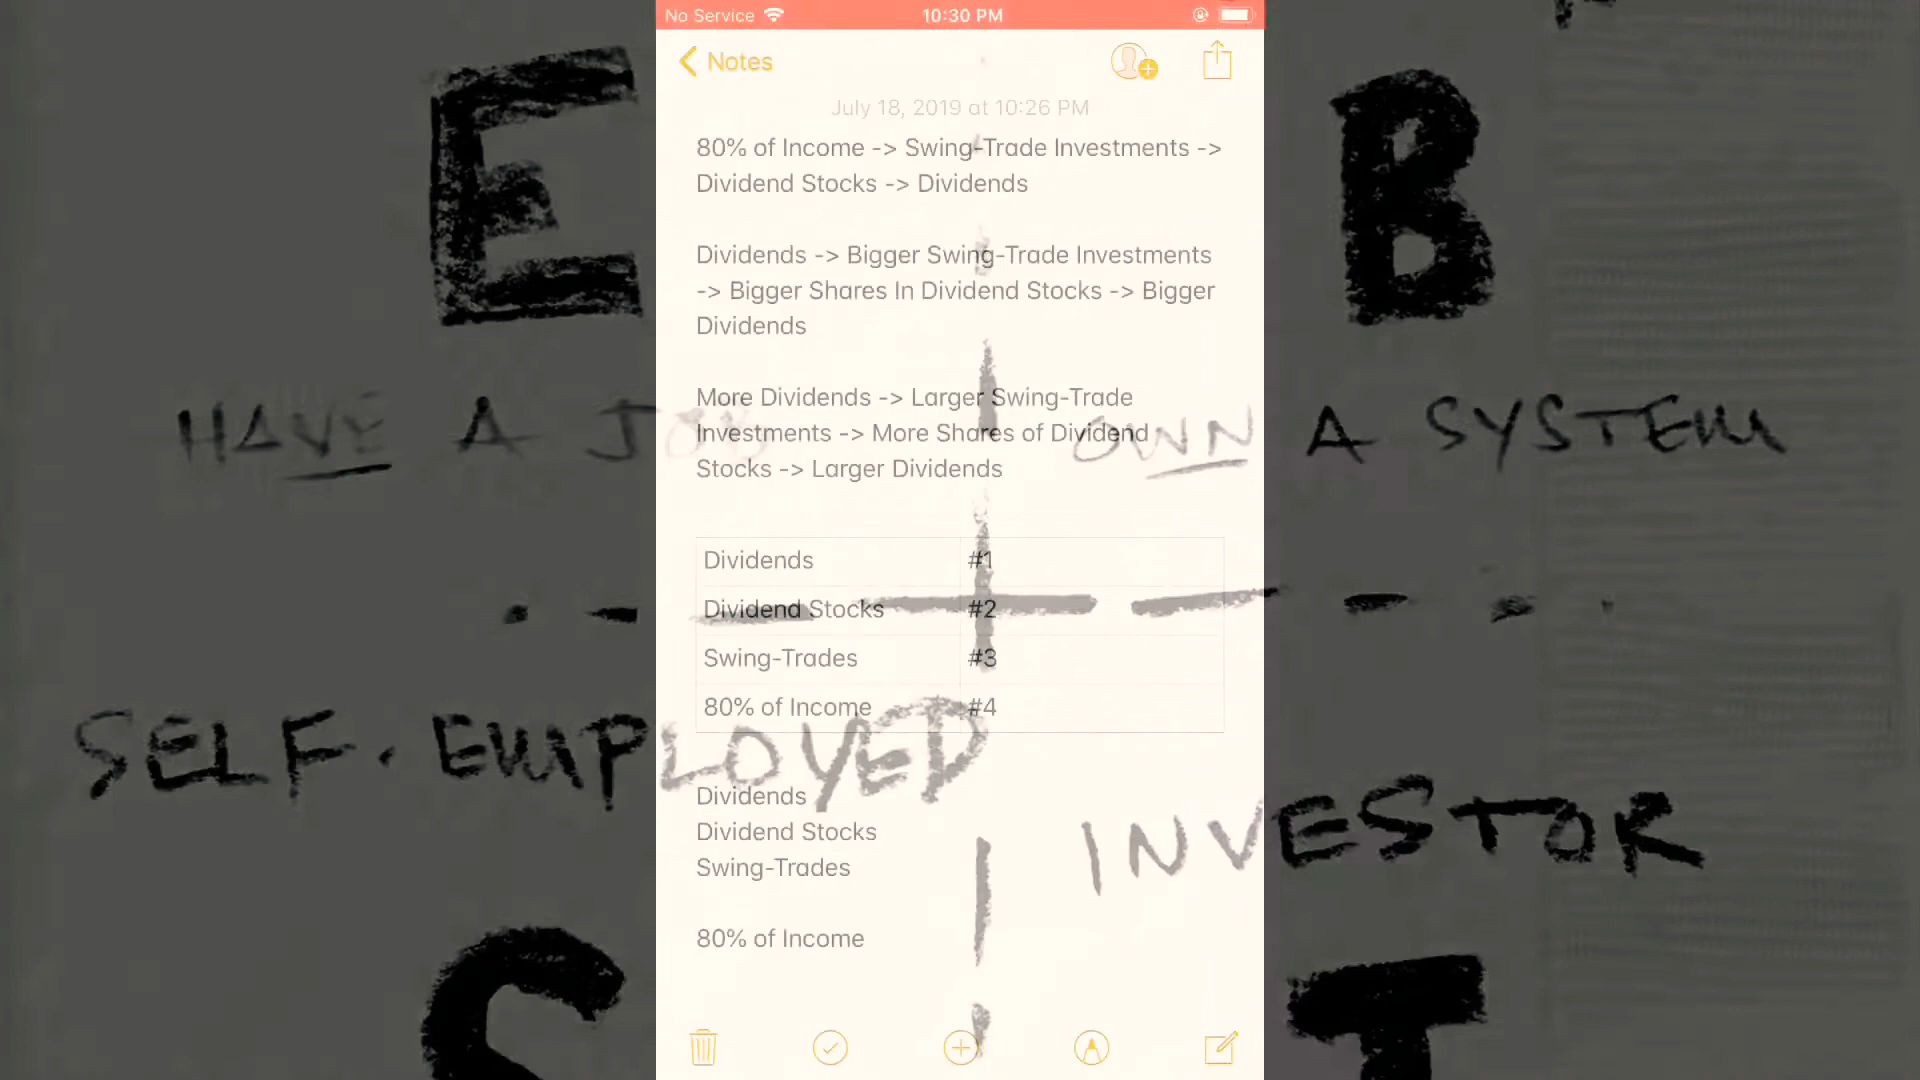 No Service
10:30 PM
Notes
July 18, 2019 at 10:26 PM
80% of Income -> Swing-Trade Investments ->
Dividend Stocks -> Dividends
Dividends -> Bigger Swing-Trade Investments
-> Bigger Shares In Dividend Stocks -> Bigger
Dividends
More Dividends -> Larger Swing-Trade
Investments -> More Shares of Dividend
Stocks -> Larger Dividends
Dividends #1
Dividend Stocks #2
Swing-Trades #3
80% of Income #4
Dividends
Dividend Stocks
Swing-Trades
80% of Income
E
B
HAVE A JOB
OWN A SYSTEM
SELF-EMPLOYED
INVESTOR
S